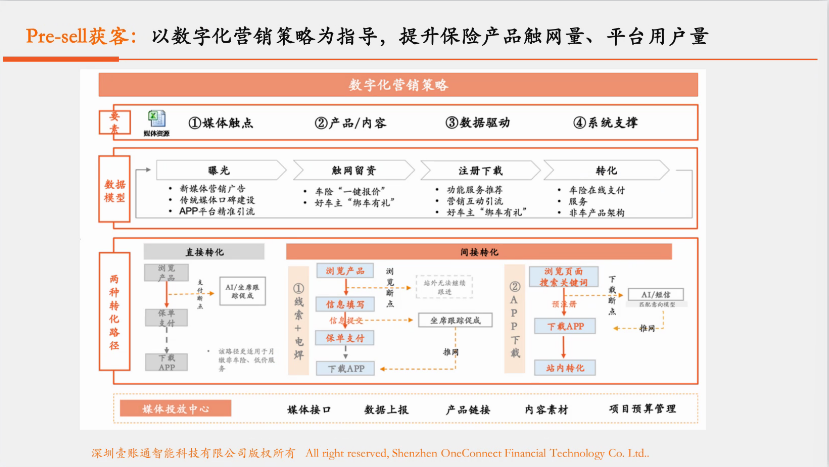 Pre-sell获客：以数字化营销策略为指导，提升保险产品触网量、平台用户量
数字化营销策略
要素
媒体资源
①媒体触点
②产品/内容
③数据驱动
④系统支撑
数据模型
曝光
触网留资
注册下载
转化
• 新媒体营销广告
• 传统媒体口碑建设
• APP平台精准引流
• 车险“一键报价”
• 好车主“绑车有礼”
• 功能服务推荐
• 营销互动引流
• 好车主“绑车有礼”
• 车险在线支付
• 服务
• 非车产品架构
两种转化路径
直接转化
浏览
产品
支付断点
AI/坐席跟
踪促成
保单
支付
下载
APP
• 该路径更适用于月
缴非车险、低价服
务
间接转化
①线索+电焊
浏览产品
浏览断点
站外无法继续
跟进
信息填写
信息提交
坐席跟踪促成
保单支付
推网
下载APP
②APP下载
浏览页面
搜索关键词
下载断点
AI/短信
匹配意向模型
预注册
下载APP
推网
站内转化
媒体投放中心
媒体接口
数据上报
产品链接
内容素材
项目预算管理
深圳壹账通智能科技有限公司版权所有 All right reserved, Shenzhen OneConnect Financial Technology Co. Ltd..